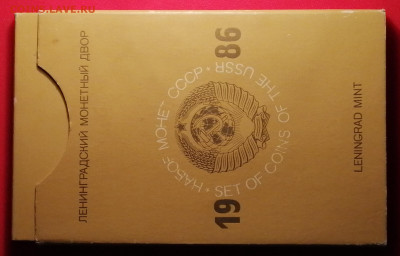 ЛЕНИНГРАДСКИЙ МОНЕТНЫЙ ДВОР
19 86
• НАБОР МОНЕТ СССР • SET OF COINS OF THE USSR
LENINGRAD MINT